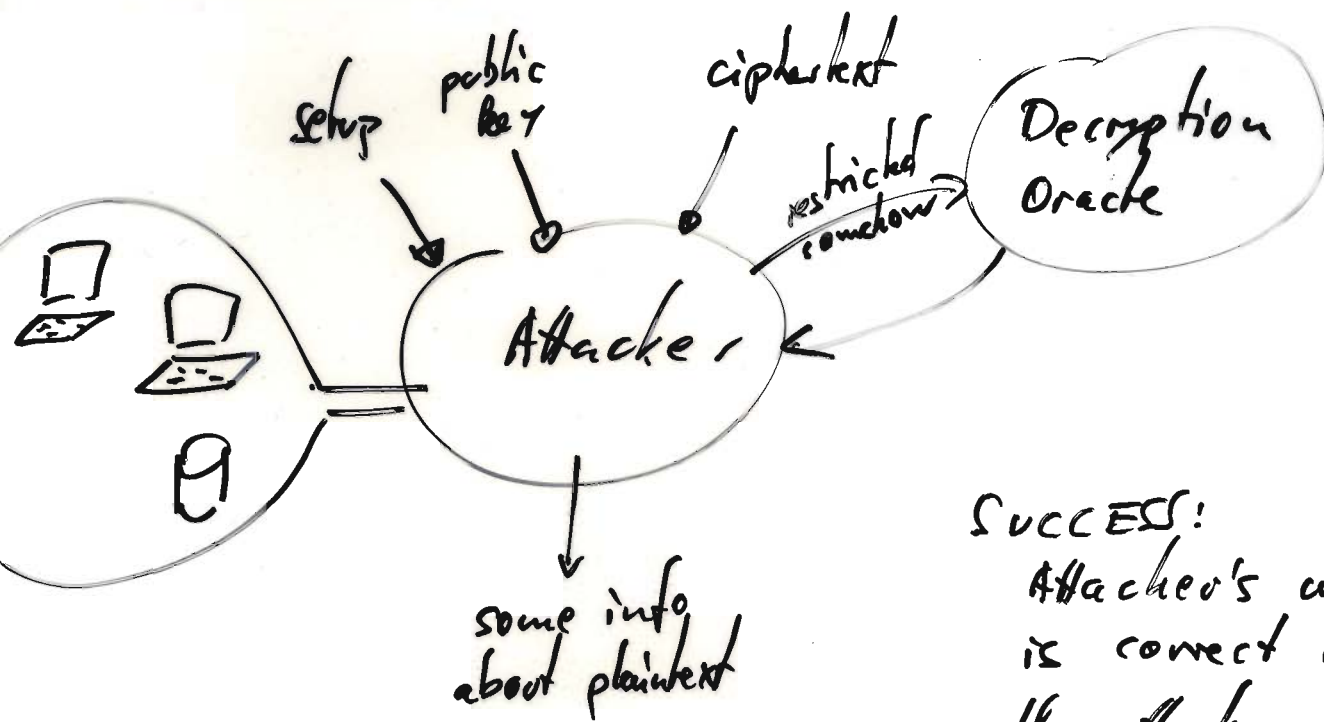 setup
public
key
ciphertext
restricted
somehow
Decryption
Oracle
Attacker
some info
about plaintext
SUCCESS!
Attacker's
is correct